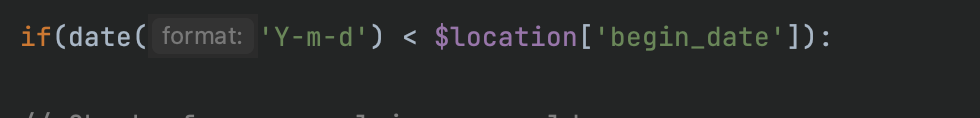 if(date( format: 'Y-m-d') < $location['begin_date']):